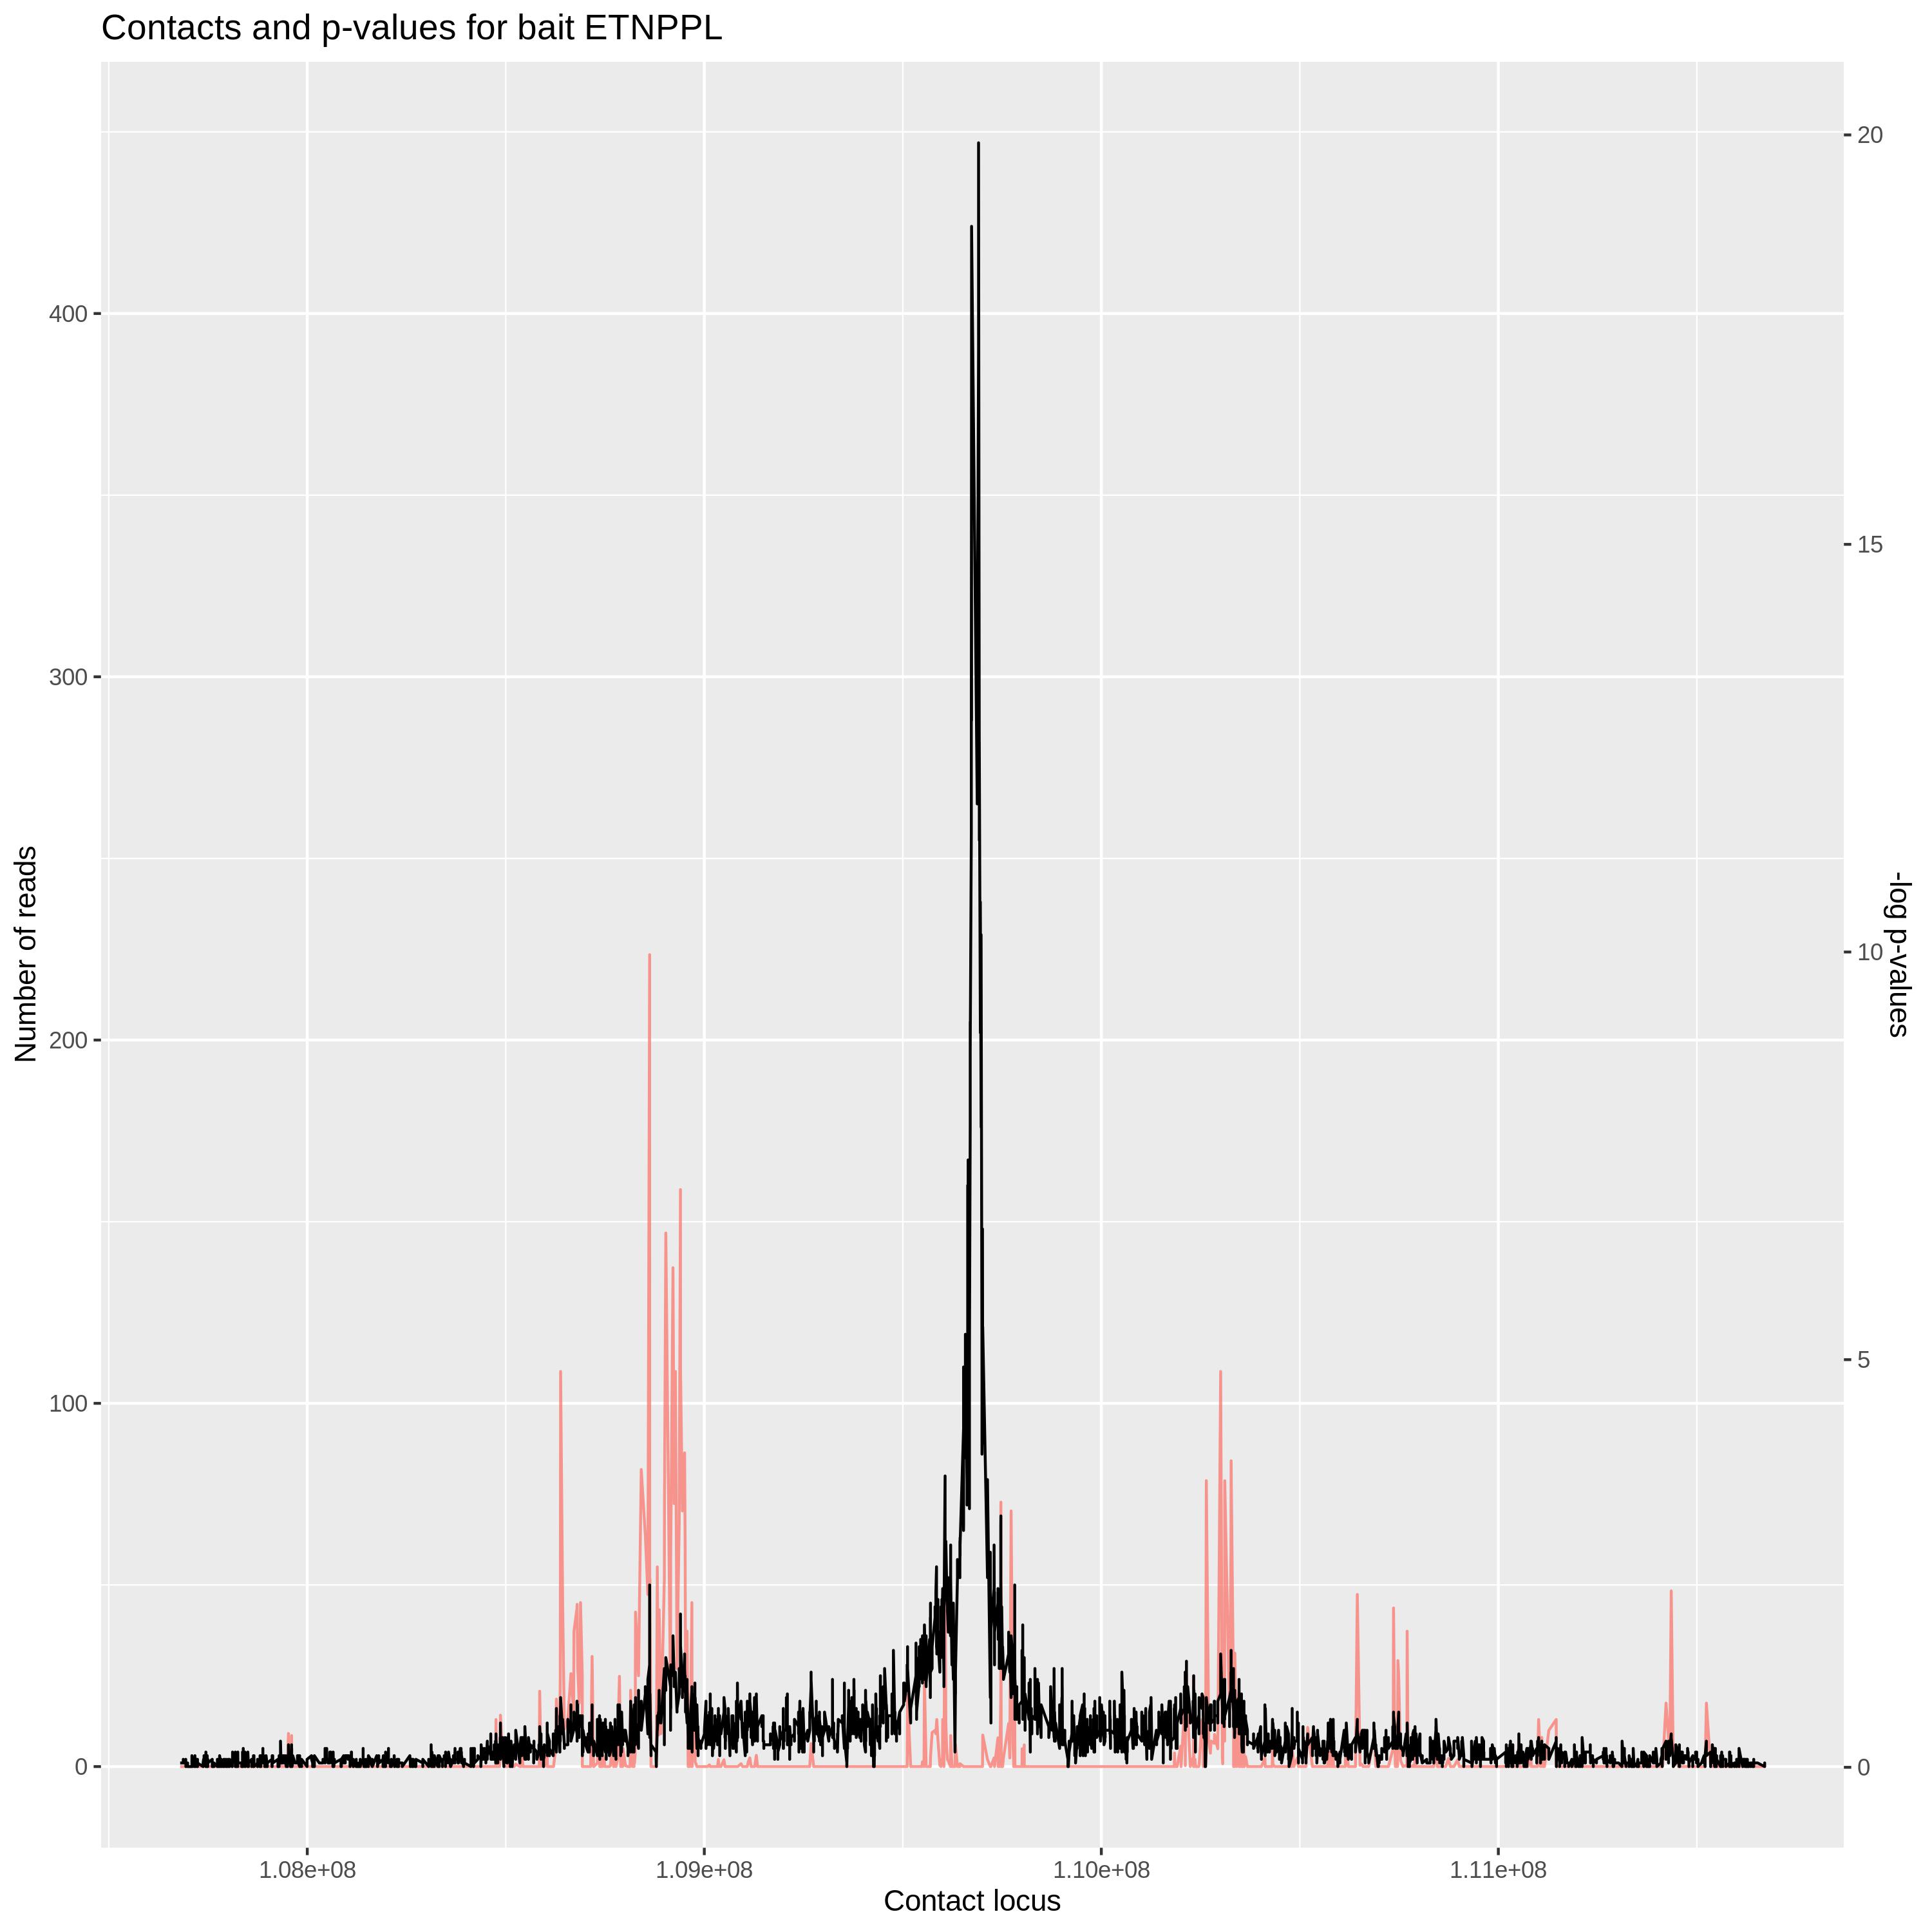 Contacts and p-values for bait ETNPPL
Number of reads
400
300
200
100
0
20
15
10
5
0
-log p-values
1.08e+08
1.09e+08
1.10e+08
1.11e+08
Contact locus